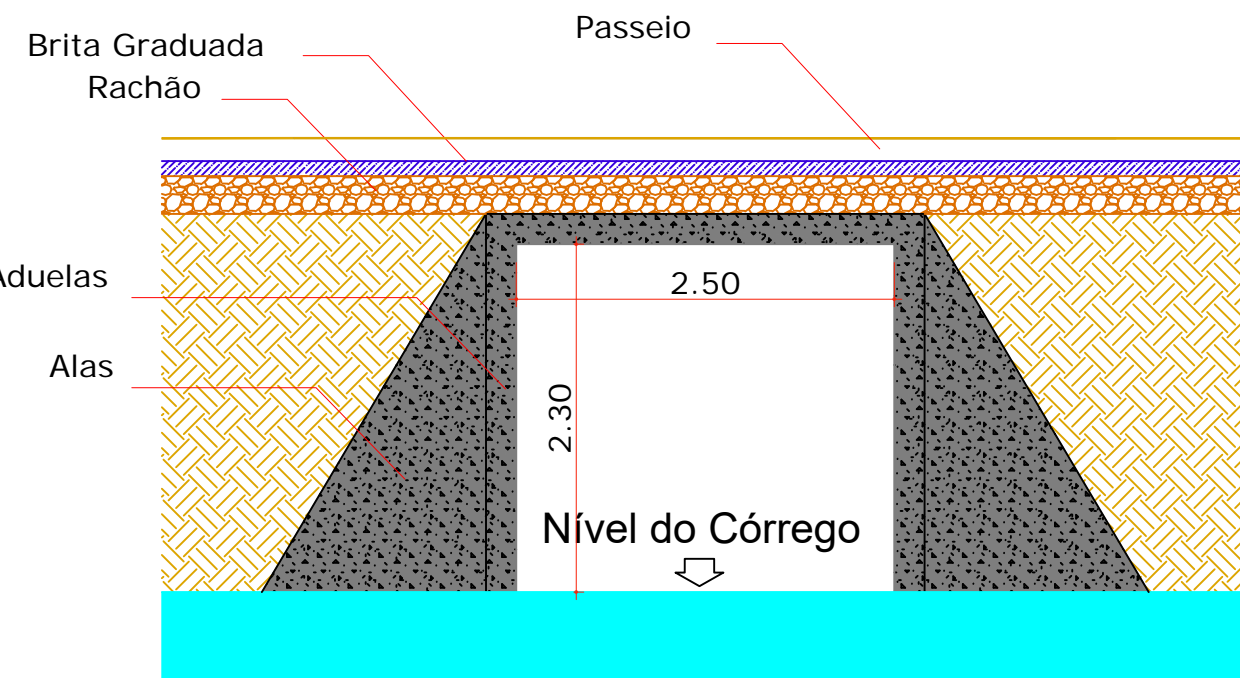 Passeio
Brita Graduada
Rachão
Aduelas
2.50
Alas
2.30
Nível do Córrego